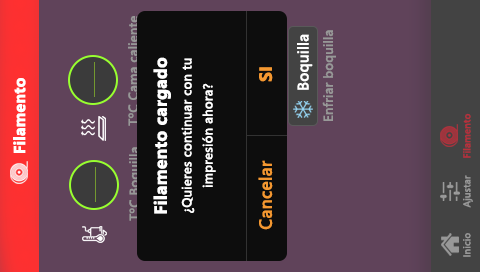 Filamento
T°C Boquilla
T°C Cama caliente
Filamento cargado
¿Quieres continuar con tu
impresión ahora?
Cancelar
SI
Boquilla
Enfriar boquilla
Inicio
Ajustar
Filamento